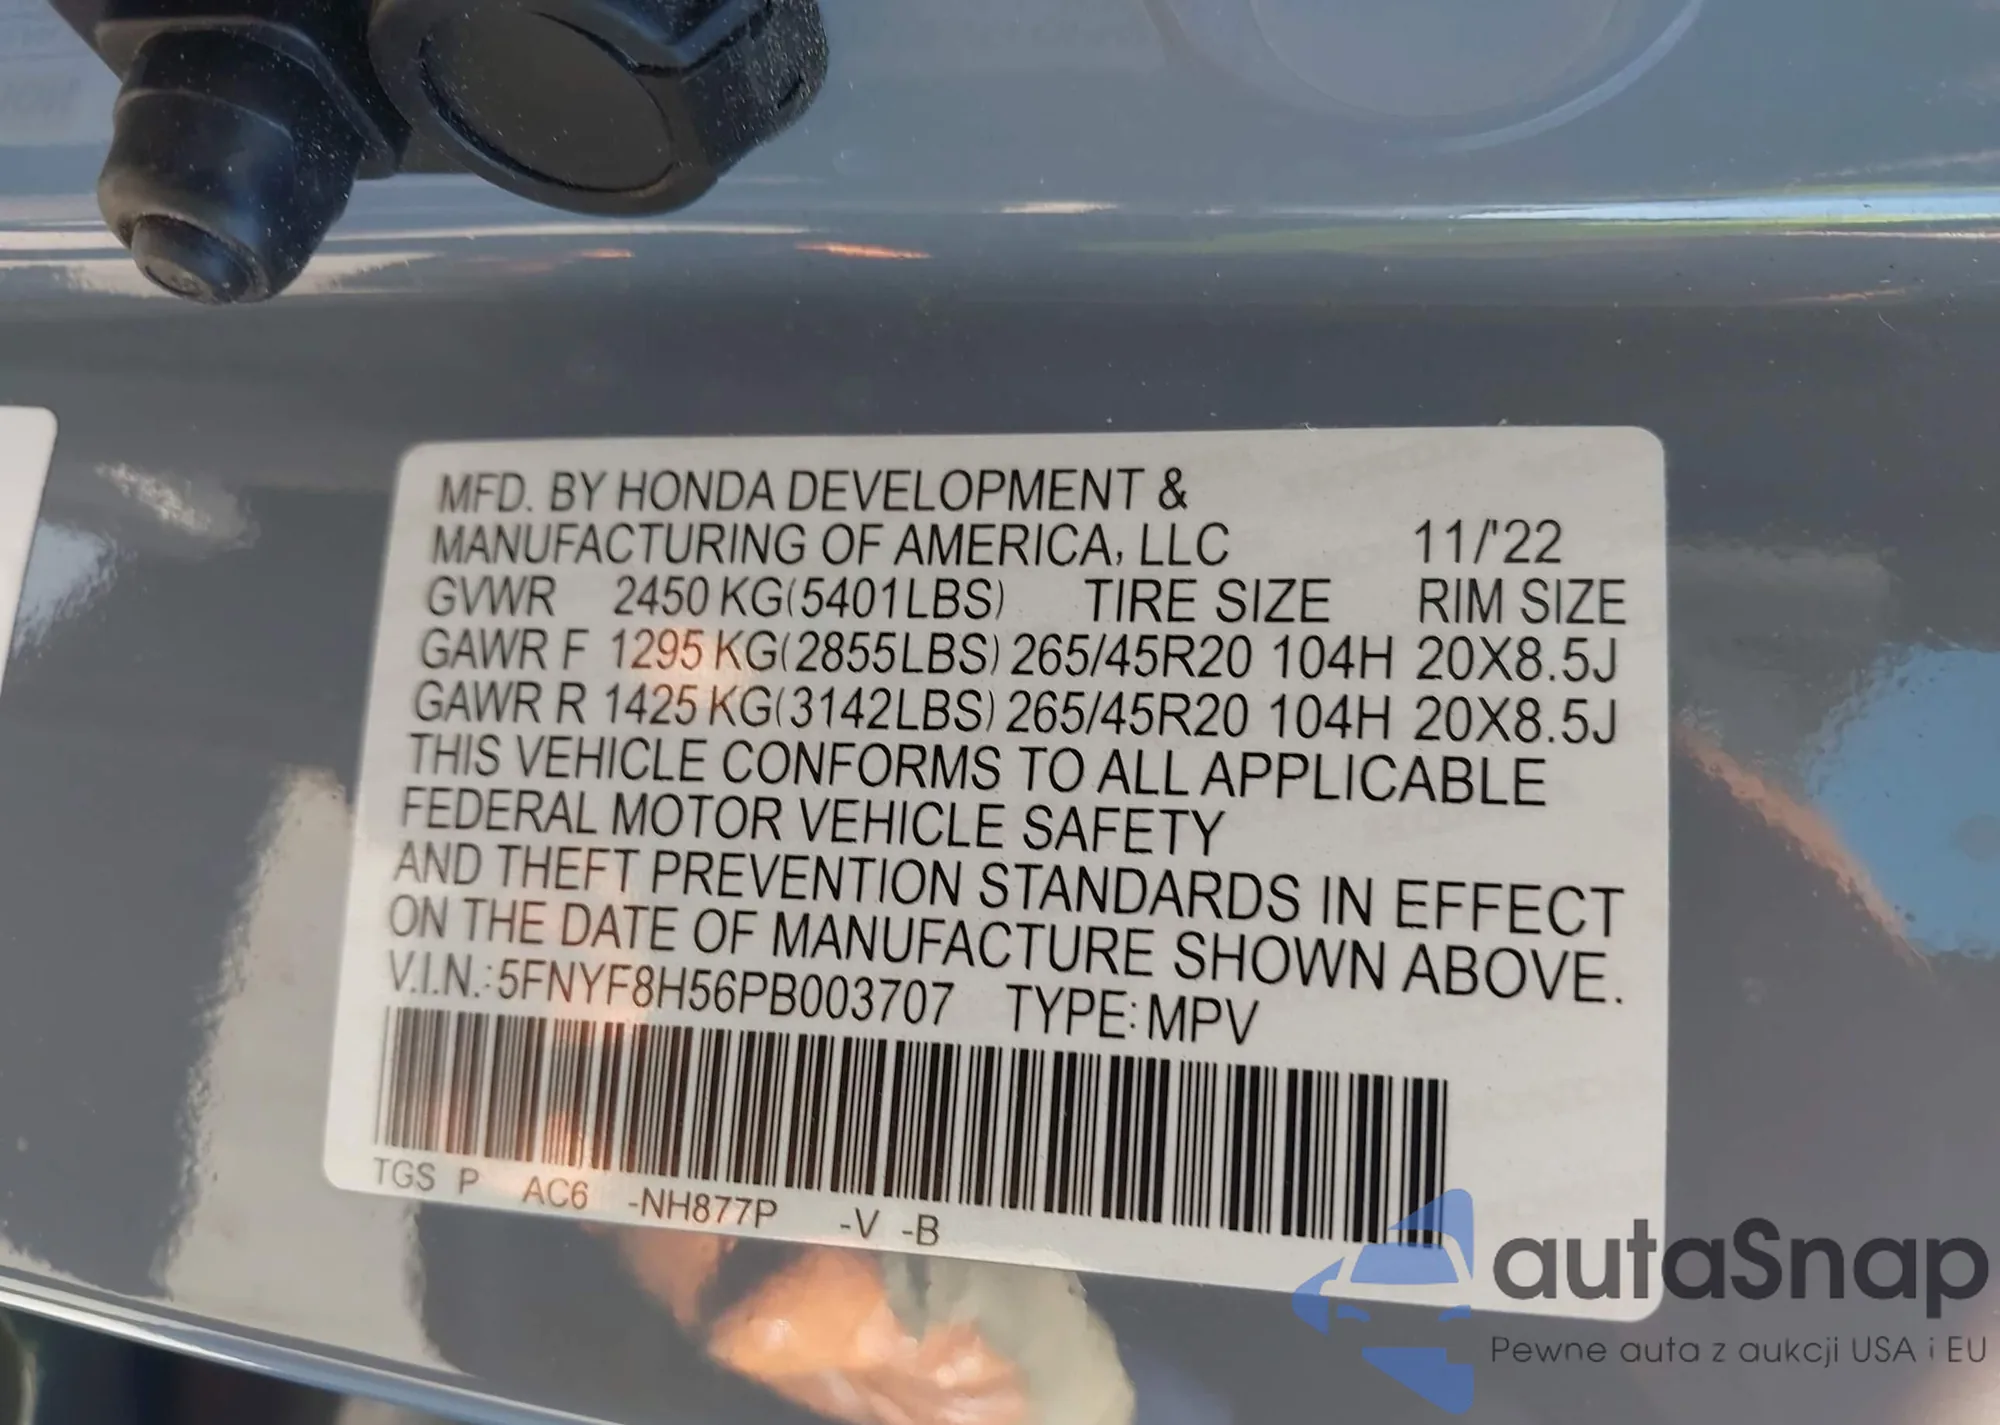 MFD. BY HONDA DEVELOPMENT &
MANUFACTURING OF AMERICA, LLC 11/'22
GVWR 2450 KG(5401LBS) TIRE SIZE RIM SIZE
GAWR F 1295 KG(2855LBS) 265/45R20 104H 20X8.5J
GAWR R 1425 KG(3142LBS) 265/45R20 104H 20X8.5J
THIS VEHICLE CONFORMS TO ALL APPLICABLE
FEDERAL MOTOR VEHICLE SAFETY
AND THEFT PREVENTION STANDARDS IN EFFECT
ON THE DATE OF MANUFACTURE SHOWN ABOVE.
V.I.N.:5FNYF8H56PB003707 TYPE:MPV
TGS P AC6 -NH877P -V -B
autaSnap
Pewne auta z aukcji USA i EU